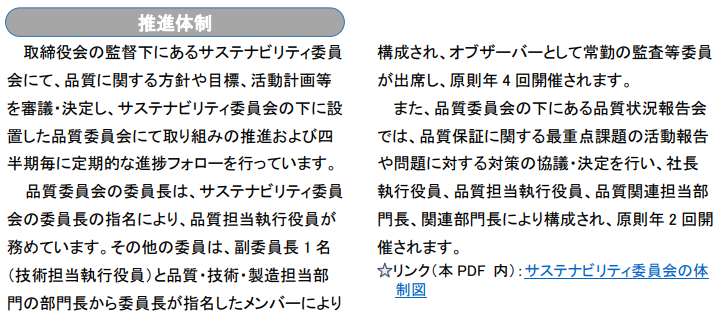 推進体制
取締役会の監督下にあるサステナビリティ委員
会にて、品質に関する方針や目標、活動計画等
を審議・決定し、サステナビリティ委員会の下に設
置した品質委員会にて取り組みの推進および四
半期毎に定期的な進捗フォローを行っています。
品質委員会の委員長は、サステナビリティ委員
会の委員長の指名により、品質担当執行役員が
務めています。その他の委員は、副委員長1名
（技術担当執行役員）と品質・技術・製造担当部
門の部門長から委員長が指名したメンバーにより
構成され、オブザーバーとして常勤の監査等委員
が出席し、原則年4回開催されます。
また、品質委員会の下にある品質状況報告会
では、品質保証に関する最重点課題の活動報告
や問題に対する対策の協議・決定を行い、社長
執行役員、品質担当執行役員、品質関連担当部
門長、関連部門長により構成され、原則年2回開
催されます。
☆リンク（本PDF 内）：サステナビリティ委員会の体
制図